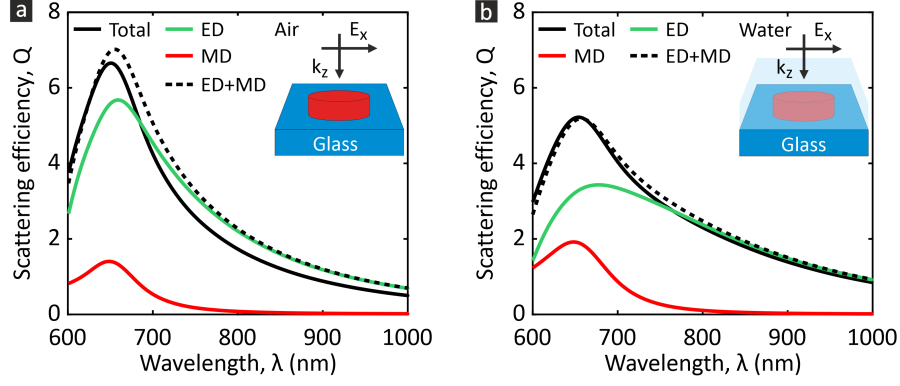 a
8
6
4
2
0
Scattering efficiency, Q
Total
ED
MD
ED+MD
Air
Eₓ
k_z
Glass
600
700
800
900
1000
Wavelength, λ (nm)
b
8
6
4
2
0
Scattering efficiency, Q
Total
ED
MD
ED+MD
Water
Eₓ
k_z
Glass
600
700
800
900
1000
Wavelength, λ (nm)